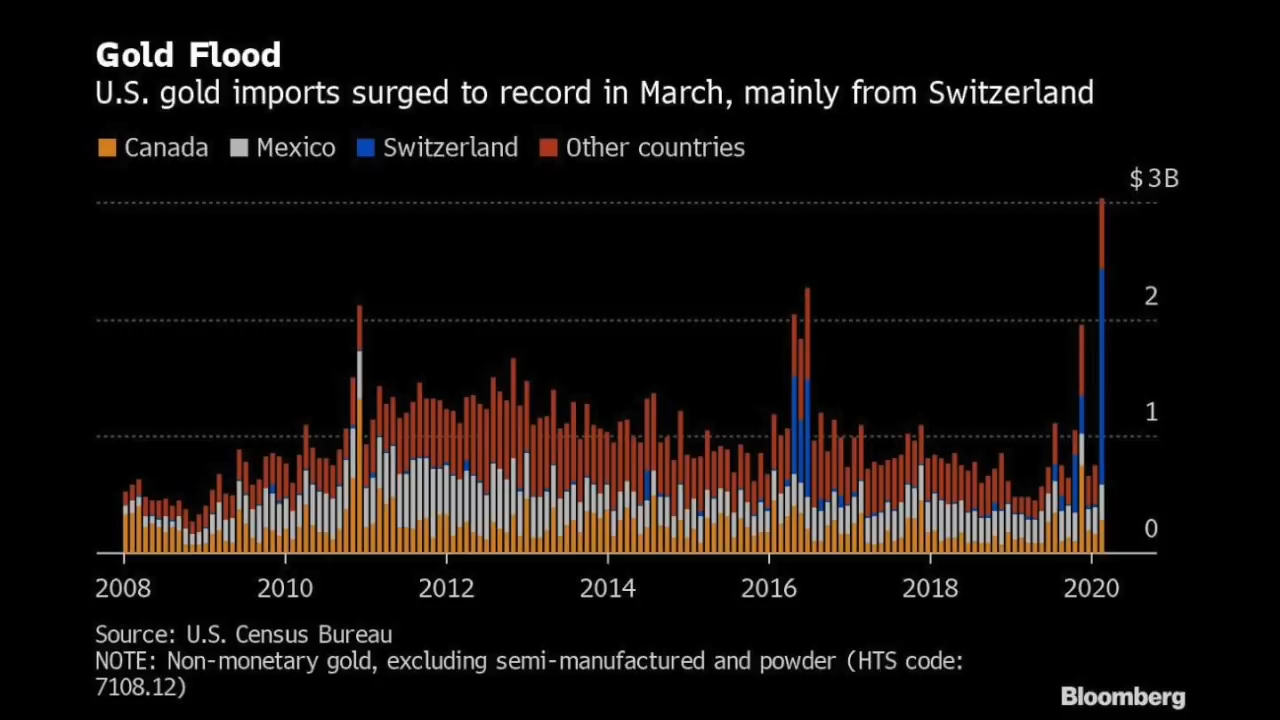 Gold Flood
U.S. gold imports surged to record in March, mainly from Switzerland
Canada Mexico Switzerland Other countries
$3B
2
1
0
2008 2010 2012 2014 2016 2018 2020
Source: U.S. Census Bureau
NOTE: Non-monetary gold, excluding semi-manufactured and powder (HTS code:
7108.12)
Bloomberg